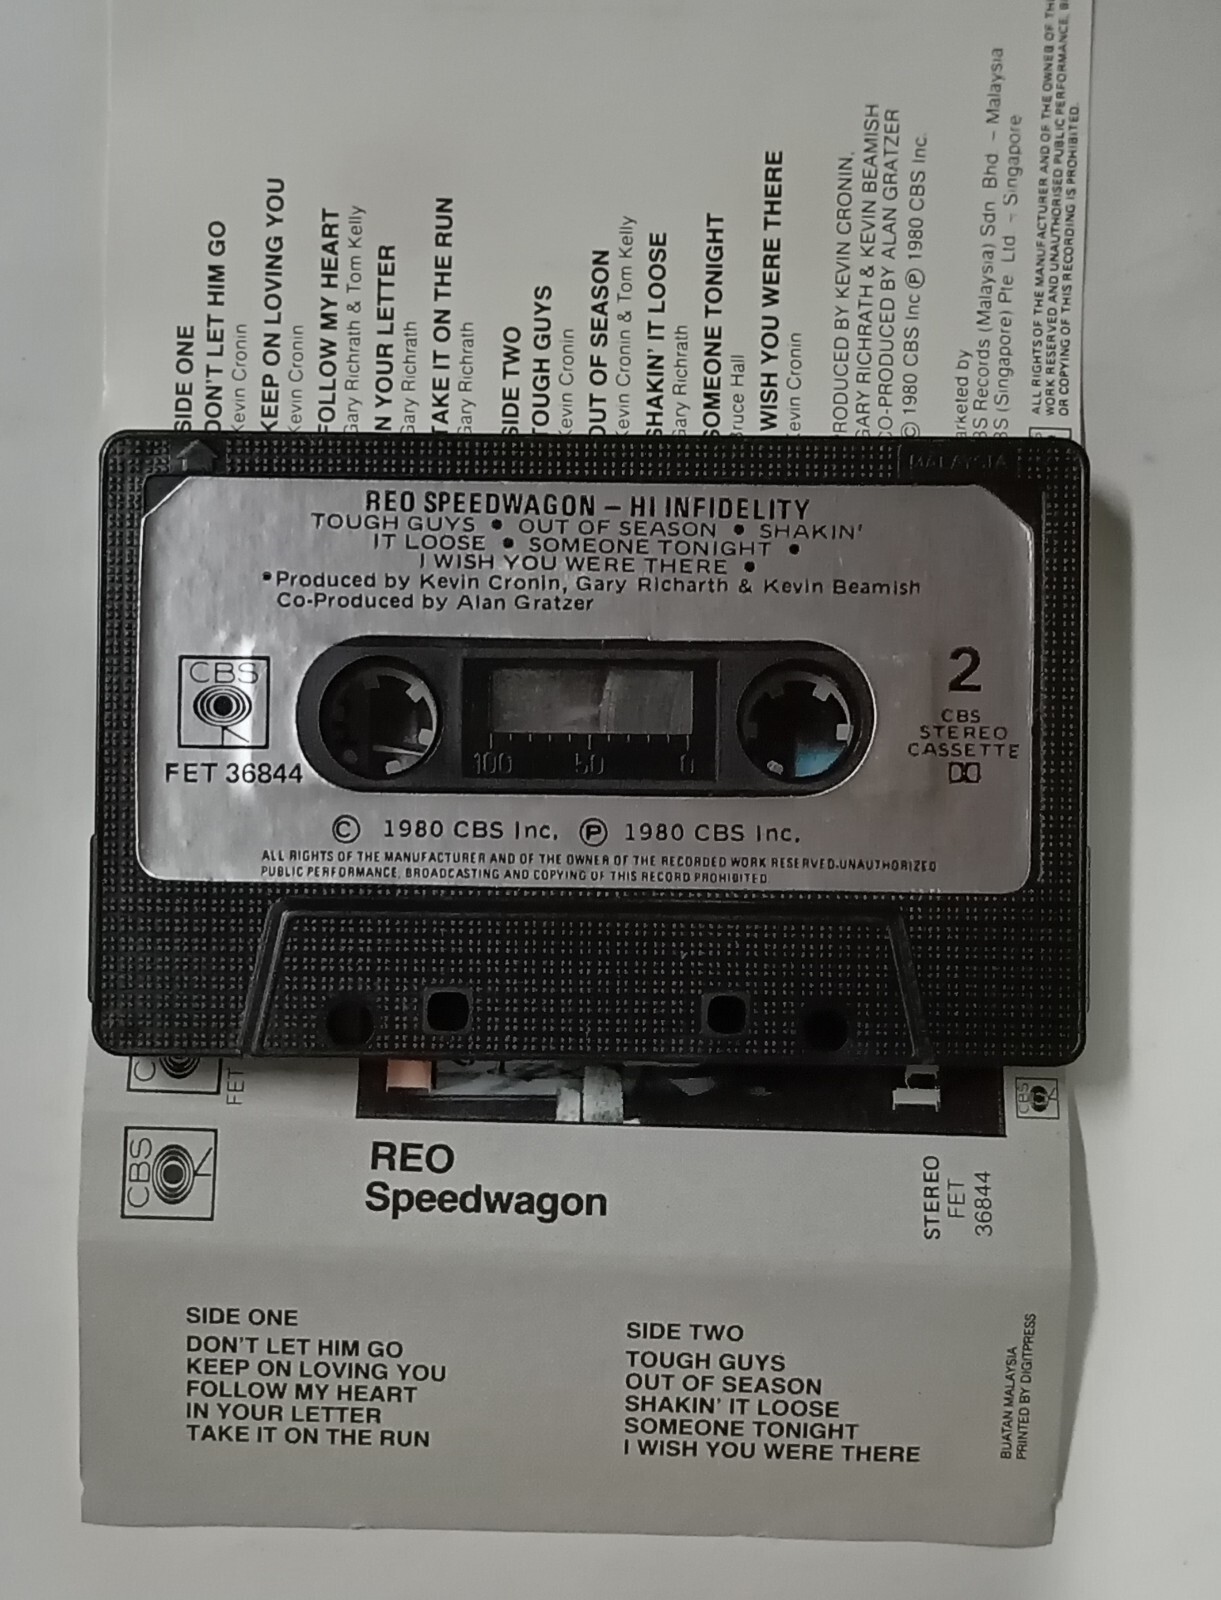 SIDE ONE
DON'T LET HIM GO
Kevin Cronin
KEEP ON LOVING YOU
Kevin Cronin
FOLLOW MY HEART
Gary Richrath & Tom Kelly
N YOUR LETTER
Gary Richrath
TAKE IT ON THE RUN
Gary Richrath
SIDE TWO
TOUGH GUYS
Kevin Cronin
OUT OF SEASON
Kevin Cronin & Tom Kelly
SHAKIN' IT LOOSE
Gary Richrath
SOMEONE TONIGHT
Bruce Hall
WISH YOU WERE THERE
Kevin Cronin
PRODUCED BY KEVIN CRONIN,
GARY RICHRATH & KEVIN BEAMISH
CO-PRODUCED BY ALAN GRATZER
© 1980 CBS Inc ℗ 1980 CBS Inc.
arketed by
BS Records (Malaysia) Sdn Bhd – Malaysia
BS (Singapore) Pte Ltd – Singapore
ALL RIGHTS OF THE MANUFACTURER AND OF THE OWNER OF TH
WORK RESERVED AND UNAUTHORISED PUBLIC PERFORMANCE, B
OR COPYING OF THIS RECORDING IS PROHIBITED.
MALAYSIA
REO SPEEDWAGON – HI INFIDELITY
TOUGH GUYS • OUT OF SEASON • SHAKIN'
IT LOOSE • SOMEONE TONIGHT •
I WISH YOU WERE THERE •
•Produced by Kevin Cronin, Gary Richarth & Kevin Beamish
Co-Produced by Alan Gratzer
CBS
FET 36844
100 50 0
2
CBS
STEREO
CASSETTE
© 1980 CBS Inc. ℗ 1980 CBS Inc.
ALL RIGHTS OF THE MANUFACTURER AND OF THE OWNER OF THE RECORDED WORK RESERVED.UNAUTHORIZED
PUBLIC PERFORMANCE, BROADCASTING AND COPYING OF THIS RECORD PROHIBITED
FET
CBS
CBS
REO
Speedwagon
STEREO
FET
36844
SIDE ONE
DON'T LET HIM GO
KEEP ON LOVING YOU
FOLLOW MY HEART
IN YOUR LETTER
TAKE IT ON THE RUN
SIDE TWO
TOUGH GUYS
OUT OF SEASON
SHAKIN' IT LOOSE
SOMEONE TONIGHT
I WISH YOU WERE THERE
BUATAN MALAYSIA
PRINTED BY DIGITPRESS